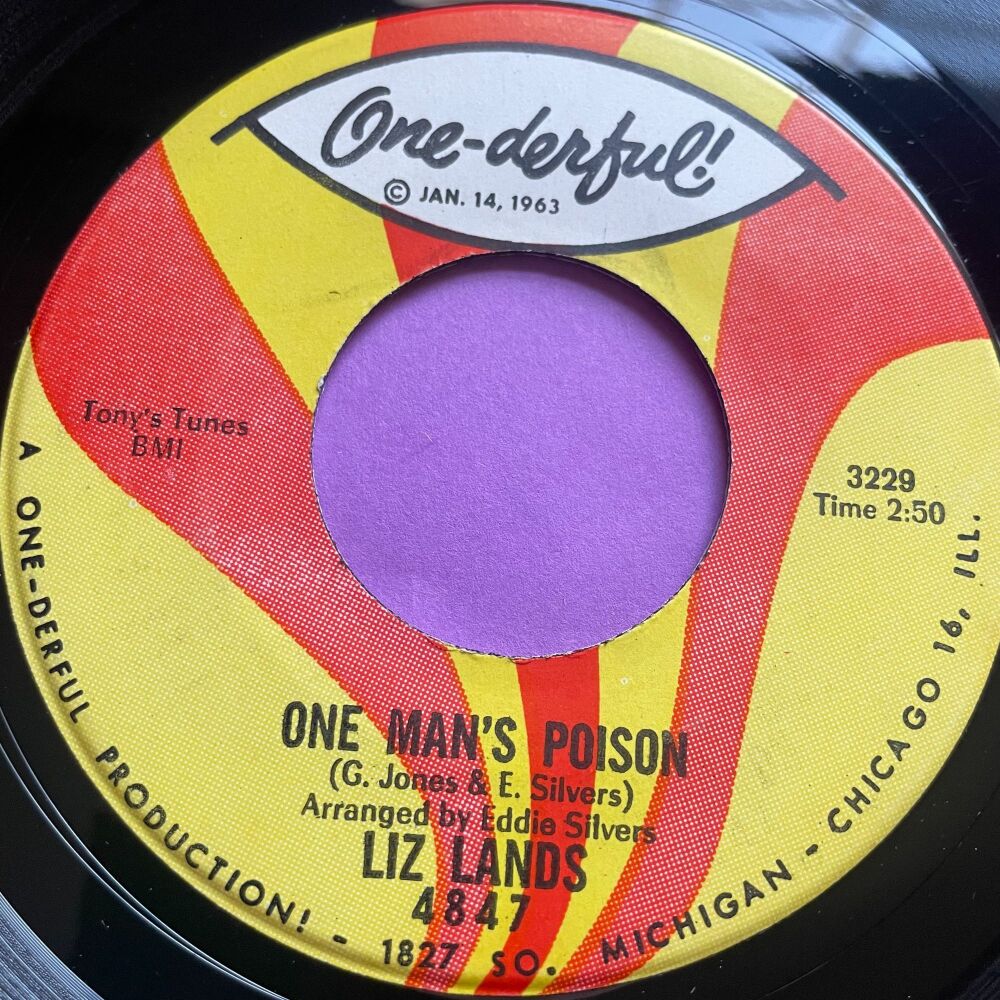 One-derful!
© JAN. 14, 1963
Tony's Tunes
BMI
3229
Time 2:50
ONE MAN'S POISON
(G. Jones & E. Silvers)
Arranged by Eddie Silvers
LIZ LANDS
4847
A ONE-DERFUL PRODUCTION! - 1827 SO. MICHIGAN - CHICAGO 16, ILL.